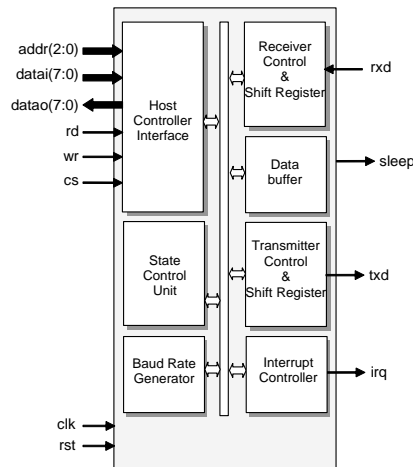 addr(2:0)
datai(7:0)
datao(7:0)
rd
wr
cs
Host
Controller
Interface
Receiver
Control
&
Shift Register
rxd
Data
buffer
sleep
State
Control
Unit
Transmitter
Control
&
Shift Register
txd
Baud Rate
Generator
Interrupt
Controller
irq
clk
rst